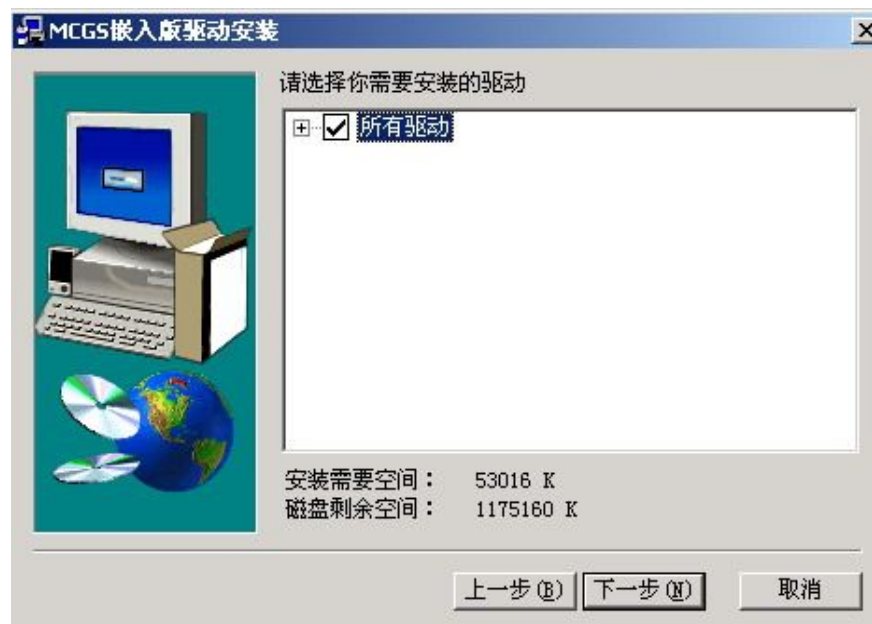 MCGS嵌入版驱动安装
请选择你需要安装的驱动
所有驱动
安装需要空间： 53016 K
磁盘剩余空间： 1175160 K
上一步(B) 下一步(N) 取消